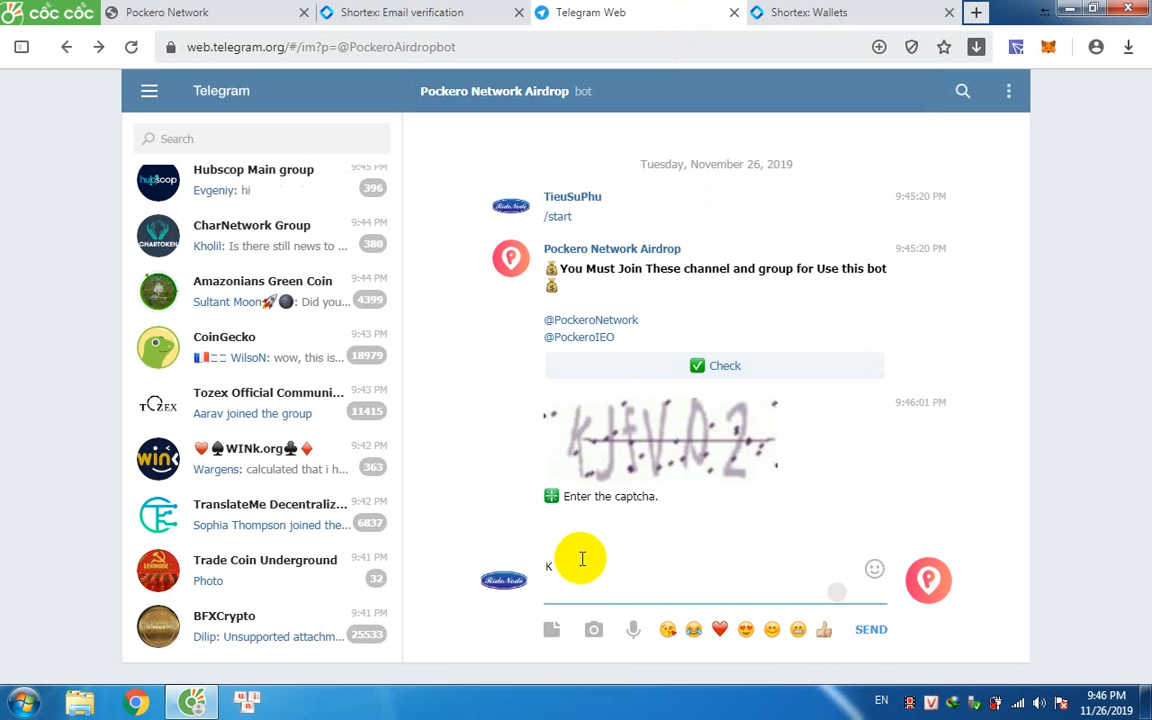 CỐC CỐC
Pockero Network
Shortex: Email verification
Telegram Web
Shortex: Wallets
web.telegram.org/#/im?p=@PockeroAirdropbot
Telegram
Pockero Network Airdrop bot
Search
Hubscop Main group 9:45 PM
Evgeniy: hi 396
CharNetwork Group 9:44 PM
Kholil: Is there still news to ... 380
Amazonians Green Coin 9:44 PM
Sultant Moon🚀🌑: Did you... 4399
CoinGecko 9:43 PM
WilsoN: wow, this is... 18979
Tozex Official Communi... 9:43 PM
Aarav joined the group 11415
❤️♠️WINk.org♣️♦️ 9:42 PM
Wargens: calculated that i h... 363
TranslateMe Decentraliz... 9:42 PM
Sophia Thompson joined the... 6837
Trade Coin Underground 9:41 PM
Photo 32
BFXCrypto 9:41 PM
Dilip: Unsupported attachm... 25533
Tuesday, November 26, 2019
TieuSuPhu 9:45:20 PM
/start
Pockero Network Airdrop 9:45:20 PM
💰You Must Join These channel and group for Use this bot
💰
@PockeroNetwork
@PockeroIEO
✅ Check
9:46:01 PM
✳️ Enter the captcha.
K
SEND
EN
9:46 PM
11/26/2019